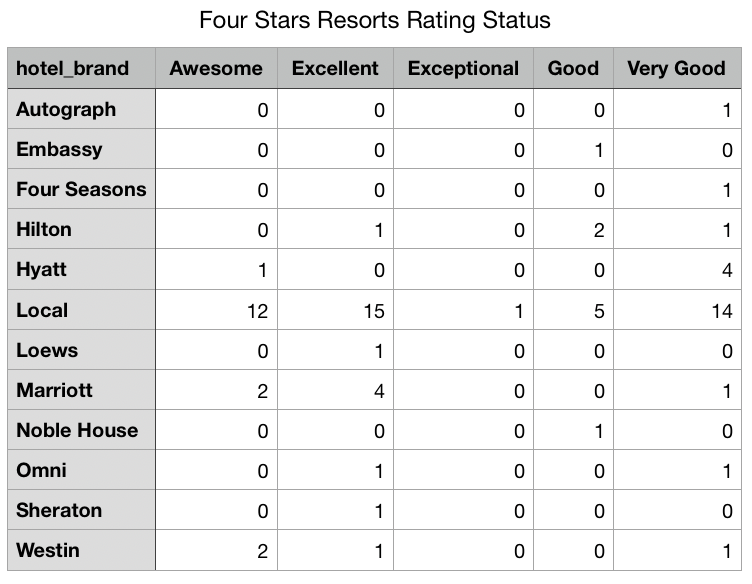 Four Stars Resorts Rating Status
hotel_brand Awesome Excellent Exceptional Good Very Good
Autograph 0 0 0 0 1
Embassy 0 0 0 1 0
Four Seasons 0 0 0 0 1
Hilton 0 1 0 2 1
Hyatt 1 0 0 0 4
Local 12 15 1 5 14
Loews 0 1 0 0 0
Marriott 2 4 0 0 1
Noble House 0 0 0 1 0
Omni 0 1 0 0 1
Sheraton 0 1 0 0 0
Westin 2 1 0 0 1